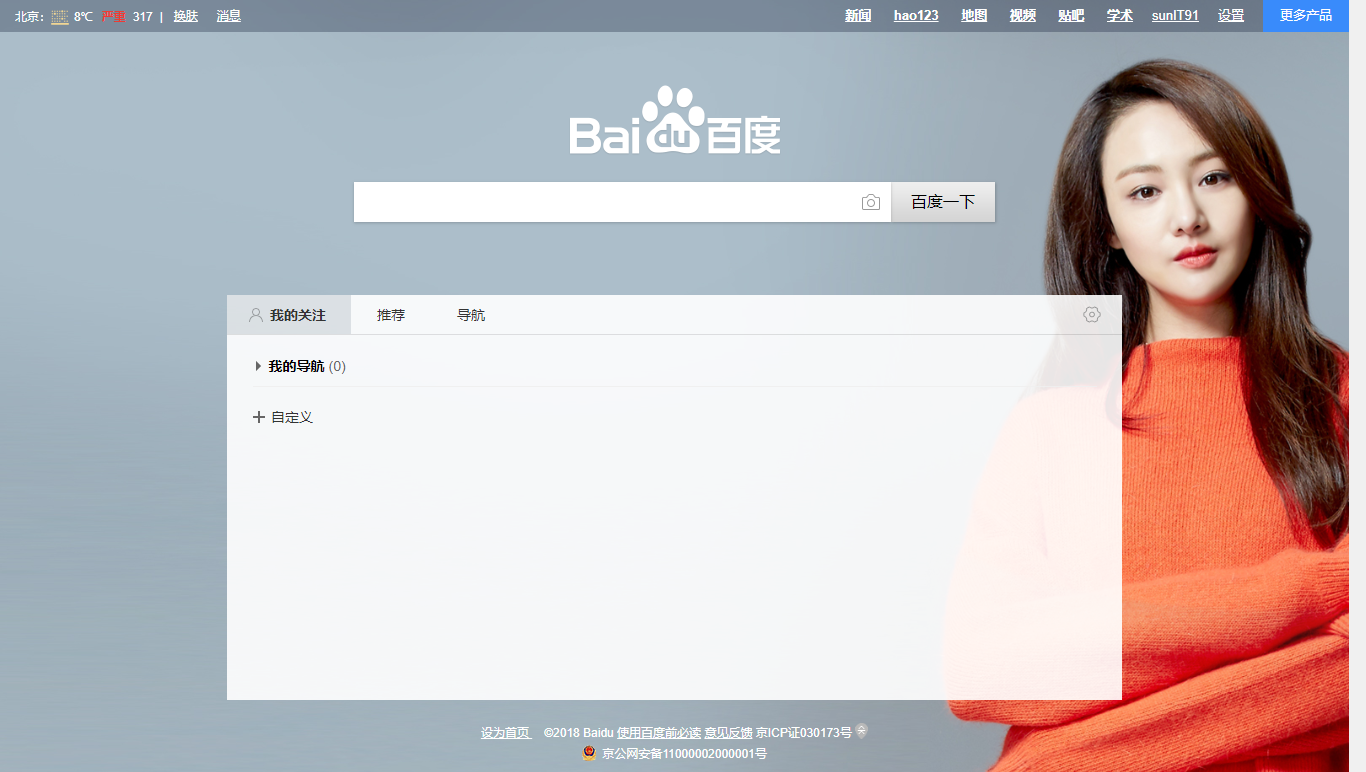 北京: 8℃ 严重 317 | 换肤 消息 新闻 hao123 地图 视频 贴吧 学术 sunIT91 设置 更多产品
Bai du 百度
百度一下
我的关注 推荐 导航
我的导航 (0)
自定义
设为首页 ©2018 Baidu 使用百度前必读 意见反馈 京ICP证030173号
京公网安备11000002000001号